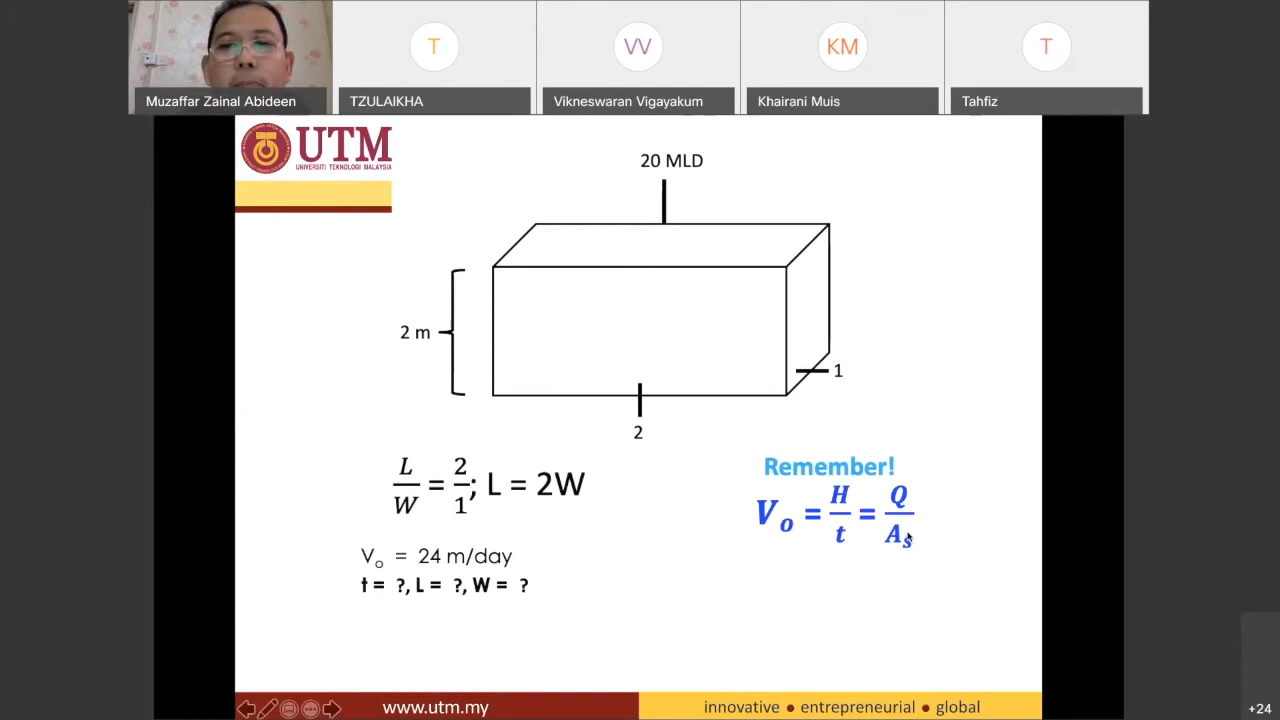 T
VV
KM
T
Muzaffar Zainal Abideen
TZULAIKHA
Vikneswaran Vigayakum
Khairani Muis
Tahfiz
UTM
UNIVERSITI TEKNOLOGI MALAYSIA
20 MLD
2 m
1
2
L/W = 2/1; L = 2W
Remember!
Vo = H/t = Q/As
Vo = 24 m/day
t = ?, L = ?, W = ?
www.utm.my
innovative ● entrepreneurial ● global
+24